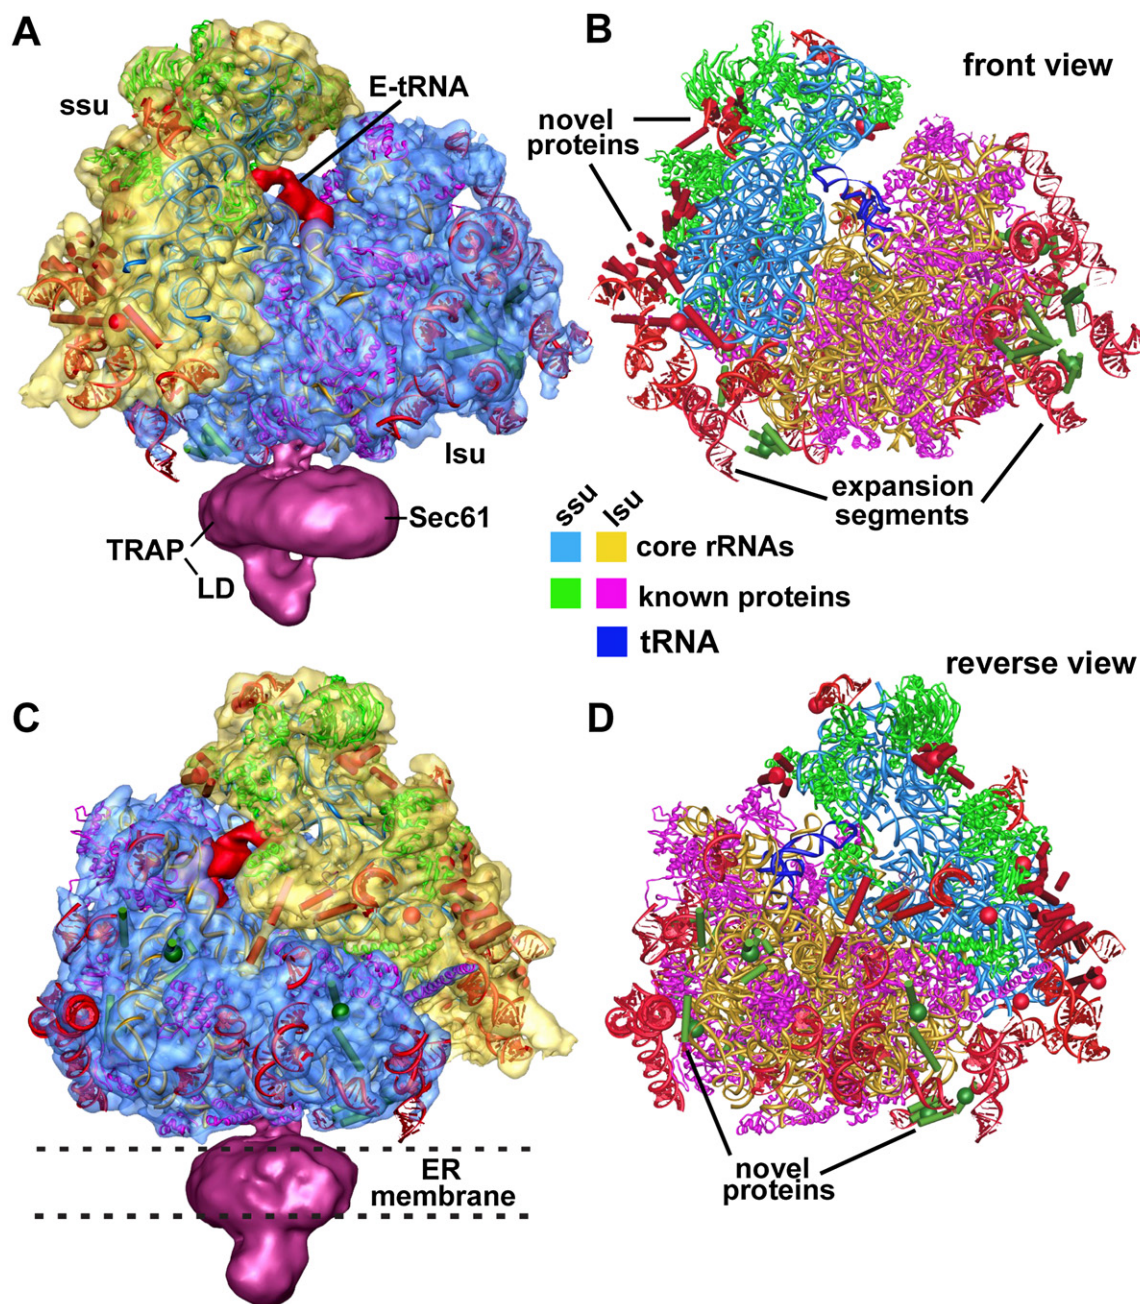 A
ssu
E-tRNA
lsu
Sec61
TRAP
LD
B
front view
novel
proteins
expansion
segments
ssu
lsu
core rRNAs
known proteins
tRNA
C
ER
membrane
reverse view
D
novel
proteins